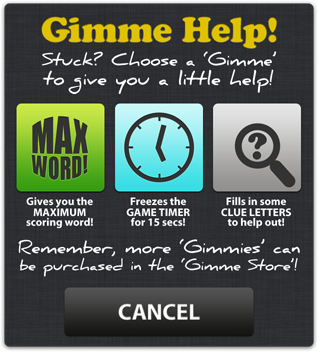 Gimme Help!
Stuck? Choose a 'Gimme'
to give you a little help!
MAX
WORD!
Gives you the
MAXIMUM
scoring word!
Freezes the
GAME TIMER
for 15 secs!
?
Fills in some
CLUE LETTERS
to help out!
Remember, more 'Gimmies' can
be purchased in the 'Gimme Store'!
CANCEL